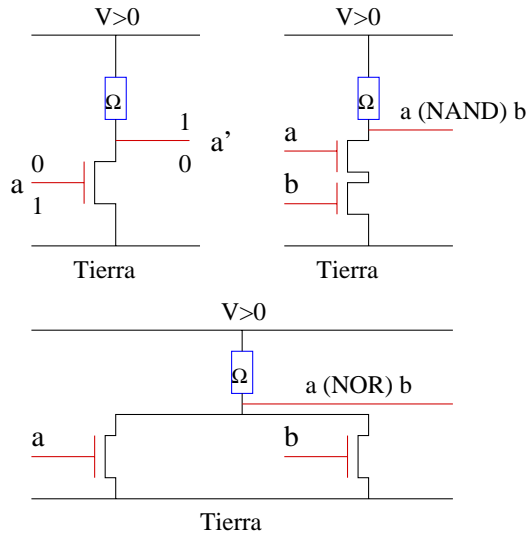 V>0
Ω
1
a'
0
0
a
1
Tierra
V>0
Ω
a (NAND) b
a
b
Tierra
V>0
Ω
a (NOR) b
a
b
Tierra